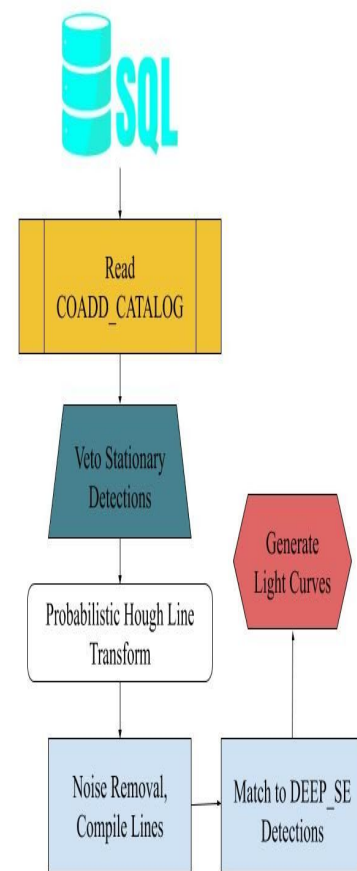 SQL
Read
COADD_CATALOG
Veto Stationary
Detections
Probabilistic Hough Line
Transform
Noise Removal,
Compile Lines
Match to DEEP_SE
Detections
Generate
Light Curves